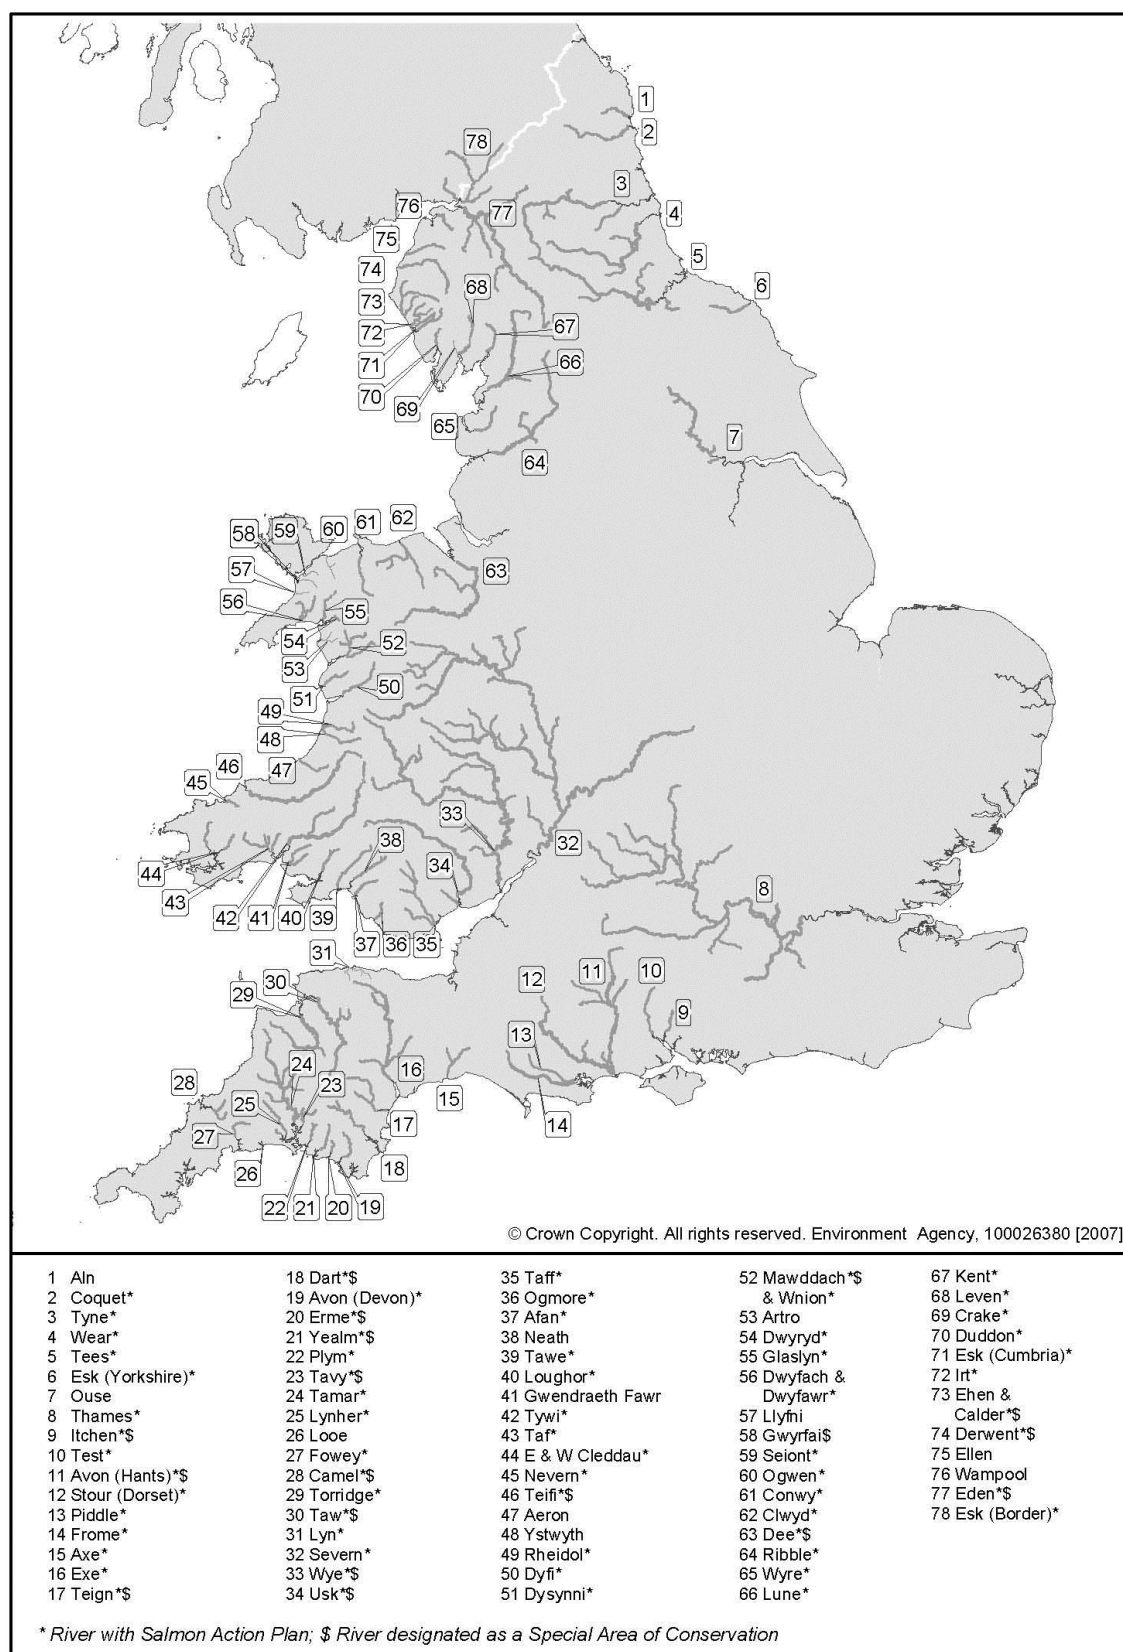 1
2
78
3
76
77
4
75
5
74
6
68
73
72
67
71
66
70
69
65
7
64
61
62
60
59
58
63
57
56
55
54
52
53
51
50
49
48
46
47
45
33
38
32
34
44
8
43
42
41
40
39
37
36
35
31
12
11
10
30
29
9
13
24
16
28
23
25
15
17
14
27
26
18
22
21
20
19
© Crown Copyright. All rights reserved. Environment Agency, 100026380 [2007]
1 Aln
2 Coquet*
3 Tyne*
4 Wear*
5 Tees*
6 Esk (Yorkshire)*
7 Ouse
8 Thames*
9 Itchen*$
10 Test*
11 Avon (Hants)*$
12 Stour (Dorset)*
13 Piddle*
14 Frome*
15 Axe*
16 Exe*
17 Teign*$
18 Dart*$
19 Avon (Devon)*
20 Erme*$
21 Yealm*$
22 Plym*
23 Tavy*$
24 Tamar*
25 Lynher*
26 Looe
27 Fowey*
28 Camel*$
29 Torridge*
30 Taw*$
31 Lyn*
32 Severn*
33 Wye*$
34 Usk*$
35 Taff*
36 Ogmore*
37 Afan*
38 Neath
39 Tawe*
40 Loughor*
41 Gwendraeth Fawr
42 Tywi*
43 Taf*
44 E & W Cleddau*
45 Nevern*
46 Teifi*$
47 Aeron
48 Ystwyth
49 Rheidol*
50 Dyfi*
51 Dysynni*
52 Mawddach*$
& Wnion*
53 Artro
54 Dwyryd*
55 Glaslyn*
56 Dwyfach &
Dwyfawr*
57 Llyfni
58 Gwyrfai$
59 Seiont*
60 Ogwen*
61 Conwy*
62 Clwyd*
63 Dee*$
64 Ribble*
65 Wyre*
66 Lune*
67 Kent*
68 Leven*
69 Crake*
70 Duddon*
71 Esk (Cumbria)*
72 Irt*
73 Ehen &
Calder*$
74 Derwent*$
75 Ellen
76 Wampool
77 Eden*$
78 Esk (Border)*
* River with Salmon Action Plan; $ River designated as a Special Area of Conservation